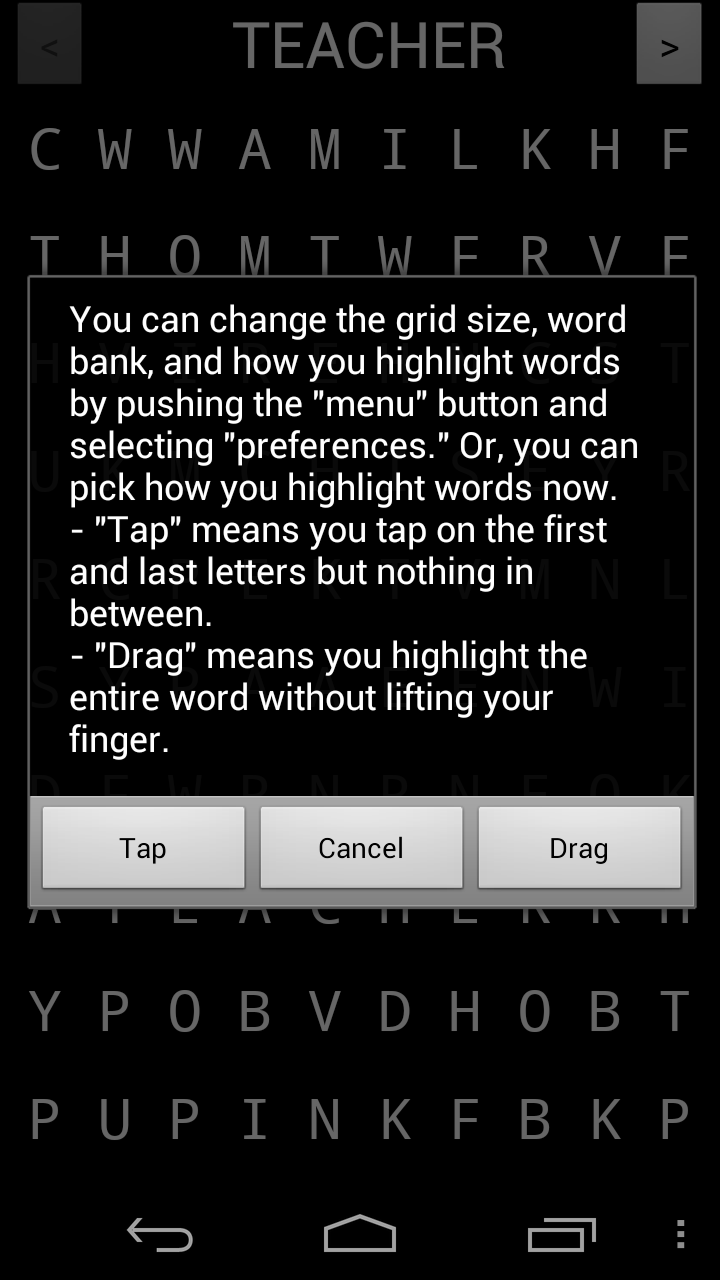 < TEACHER >
C W W A M I L K H F
T H O M T W F R V F
You can change the grid size, word
bank, and how you highlight words
by pushing the "menu" button and
selecting "preferences." Or, you can
pick how you highlight words now.
- "Tap" means you tap on the first
and last letters but nothing in
between.
- "Drag" means you highlight the
entire word without lifting your
finger.
Tap Cancel Drag
Y P O B V D H O B T
P U P I N K F B K P